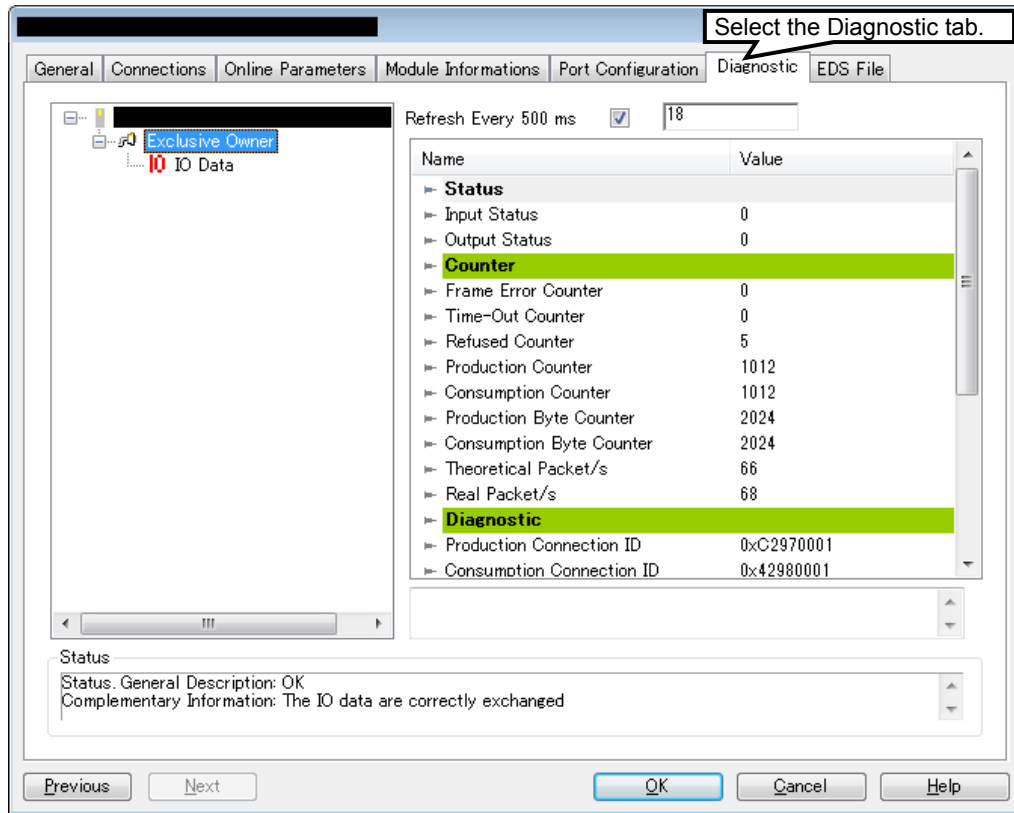 Select the Diagnostic tab.
General Connections Online Parameters Module Informations Port Configuration Diagnostic EDS File
Exclusive Owner
IO IO Data
Refresh Every 500 ms 18
Name Value
Status
Input Status 0
Output Status 0
Counter
Frame Error Counter 0
Time-Out Counter 0
Refused Counter 5
Production Counter 1012
Consumption Counter 1012
Production Byte Counter 2024
Consumption Byte Counter 2024
Theoretical Packet/s 66
Real Packet/s 68
Diagnostic
Production Connection ID 0xC2970001
Consumption Connection ID 0x42980001
Status
Status. General Description: OK
Complementary Information: The IO data are correctly exchanged
Previous Next OK Cancel Help